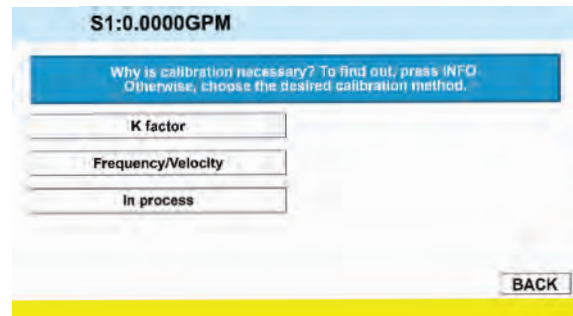 S1:0.0000GPM
Why is calibration necessary? To find out, press INFO
Otherwise, choose the desired calibration method.
K factor
Frequency/Velocity
In process
BACK